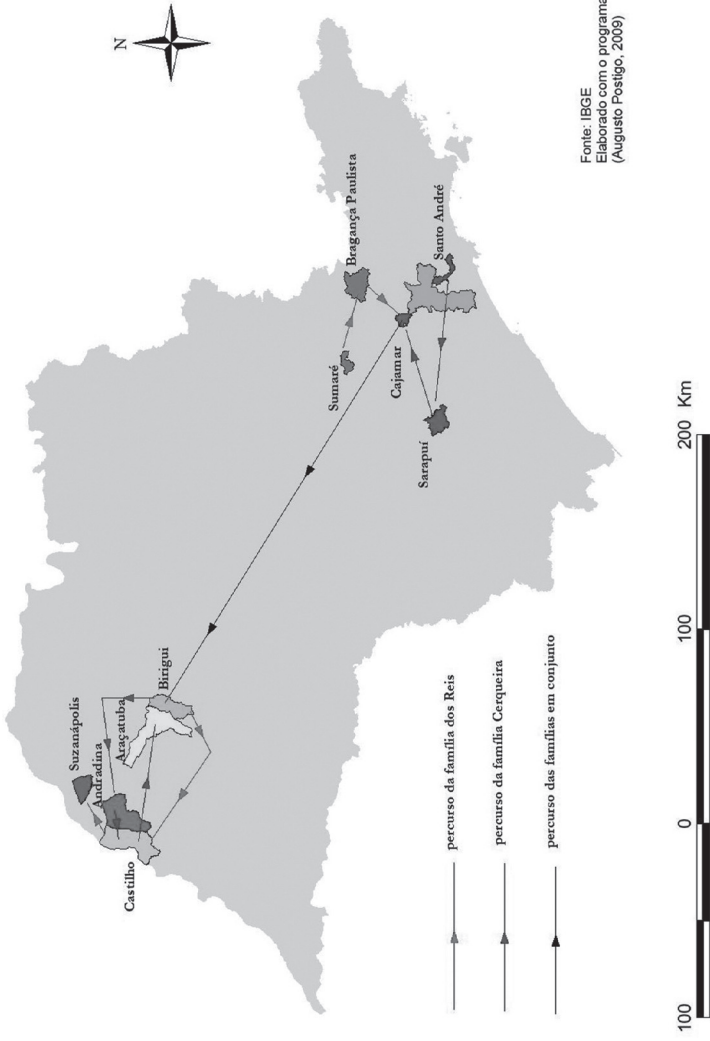 N
Suzanápolis
Andradina
Araçatuba
Birigui
Castilho
Sumaré
Bragança Paulista
Cajamar
Santo André
Sarapuí
percurso da família dos Reis
percurso da família Cerqueira
percurso das famílias em conjunto
100
0
100
200
Km
Fonte: IBGE
Elaborado com o programa
(Augusto Postigo, 2009)